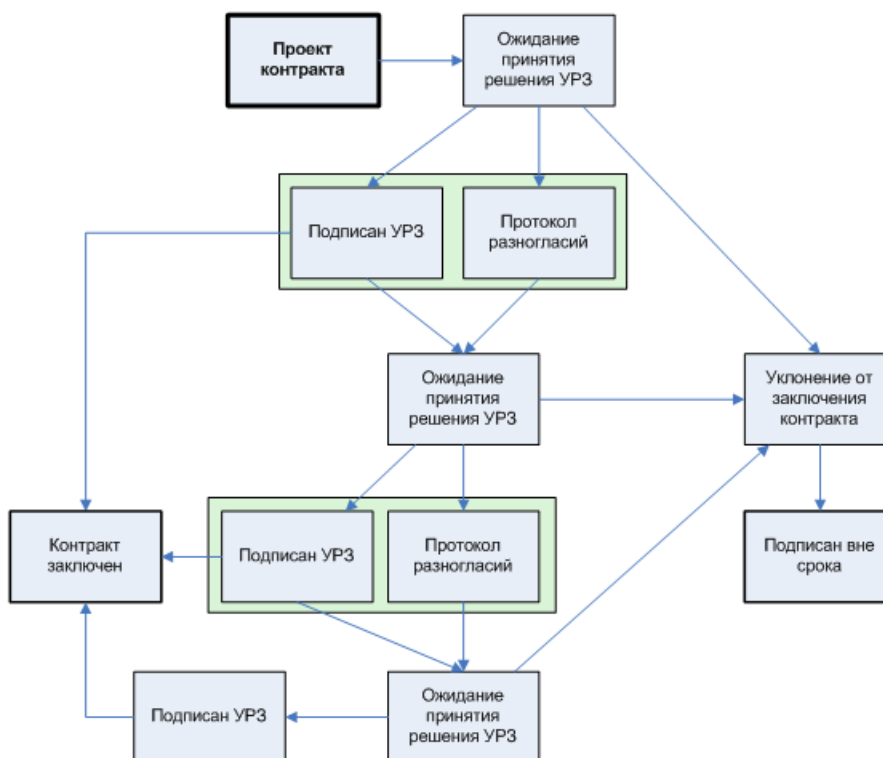 Проект
контракта
Ожидание
принятия
решения УРЗ
Подписан УРЗ
Протокол
разногласий
Ожидание
принятия
решения УРЗ
Уклонение от
заключения
контракта
Контракт
заключен
Подписан УРЗ
Протокол
разногласий
Подписан вне
срока
Подписан УРЗ
Ожидание
принятия
решения УРЗ